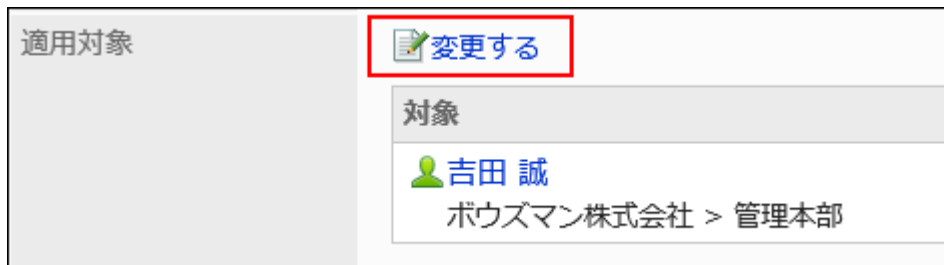 適用対象
変更する
対象
吉田 誠
ボウズマン株式会社 > 管理本部